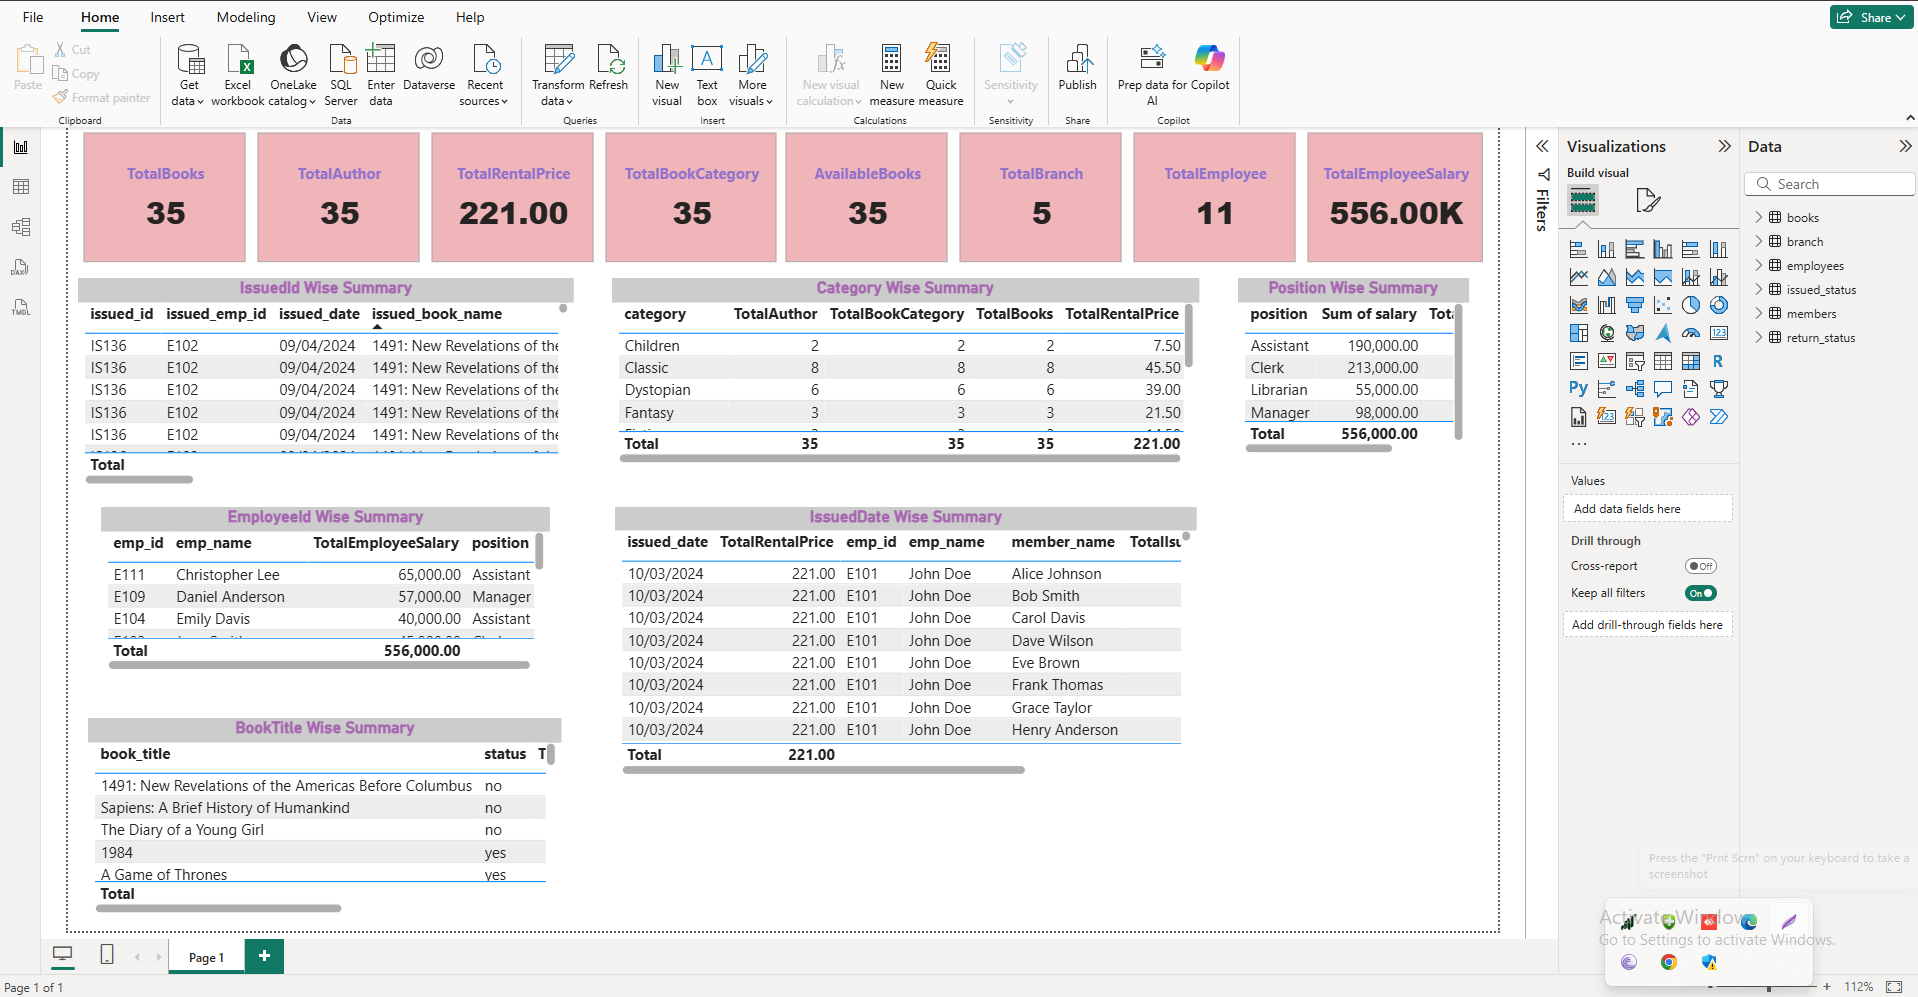 File Home Insert Modeling View Optimize Help Share
Paste Cut Copy Format painter
Clipboard
Get data Excel workbook OneLake catalog SQL Server Enter data Dataverse Recent sources
Data
Transform data Refresh
Queries
New visual Text box More visuals
Insert
New visual calculation New measure Quick measure
Calculations
Sensitivity
Sensitivity
Publish
Share
Prep data for AI Copilot
Copilot
TotalBooks
35
TotalAuthor
35
TotalRentalPrice
221.00
TotalBookCategory
35
AvailableBooks
35
TotalBranch
5
TotalEmployee
11
TotalEmployeeSalary
556.00K
IssuedId Wise Summary
issued_id issued_emp_id issued_date issued_book_name
IS136 E102 09/04/2024 1491: New Revelations of the
IS136 E102 09/04/2024 1491: New Revelations of the
IS136 E102 09/04/2024 1491: New Revelations of the
IS136 E102 09/04/2024 1491: New Revelations of the
IS136 E102 09/04/2024 1491: New Revelations of the
Total
Category Wise Summary
category TotalAuthor TotalBookCategory TotalBooks TotalRentalPrice
Children 2 2 2 7.50
Classic 8 8 8 45.50
Dystopian 6 6 6 39.00
Fantasy 3 3 3 21.50
Total 35 35 35 221.00
Position Wise Summary
position Sum of salary Tota
Assistant 190,000.00
Clerk 213,000.00
Librarian 55,000.00
Manager 98,000.00
Total 556,000.00
EmployeeId Wise Summary
emp_id emp_name TotalEmployeeSalary position
E111 Christopher Lee 65,000.00 Assistant
E109 Daniel Anderson 57,000.00 Manager
E104 Emily Davis 40,000.00 Assistant
Total 556,000.00
IssuedDate Wise Summary
issued_date TotalRentalPrice emp_id emp_name member_name TotalIsu
10/03/2024 221.00 E101 John Doe Alice Johnson
10/03/2024 221.00 E101 John Doe Bob Smith
10/03/2024 221.00 E101 John Doe Carol Davis
10/03/2024 221.00 E101 John Doe Dave Wilson
10/03/2024 221.00 E101 John Doe Eve Brown
10/03/2024 221.00 E101 John Doe Frank Thomas
10/03/2024 221.00 E101 John Doe Grace Taylor
10/03/2024 221.00 E101 John Doe Henry Anderson
Total 221.00
BookTitle Wise Summary
book_title status T
1491: New Revelations of the Americas Before Columbus no
Sapiens: A Brief History of Humankind no
The Diary of a Young Girl no
1984 yes
A Game of Thrones yes
Total
Filters
Visualizations
Build visual
Values
Add data fields here
Drill through
Cross-report Off
Keep all filters On
Add drill-through fields here
Data
Search
books
branch
employees
issued_status
members
return_status
Press the "Prnt Scrn" on your keyboard to take a
screenshot
Activate Windows
Go to Settings to activate Windows.
Page 1
Page 1 of 1
112%